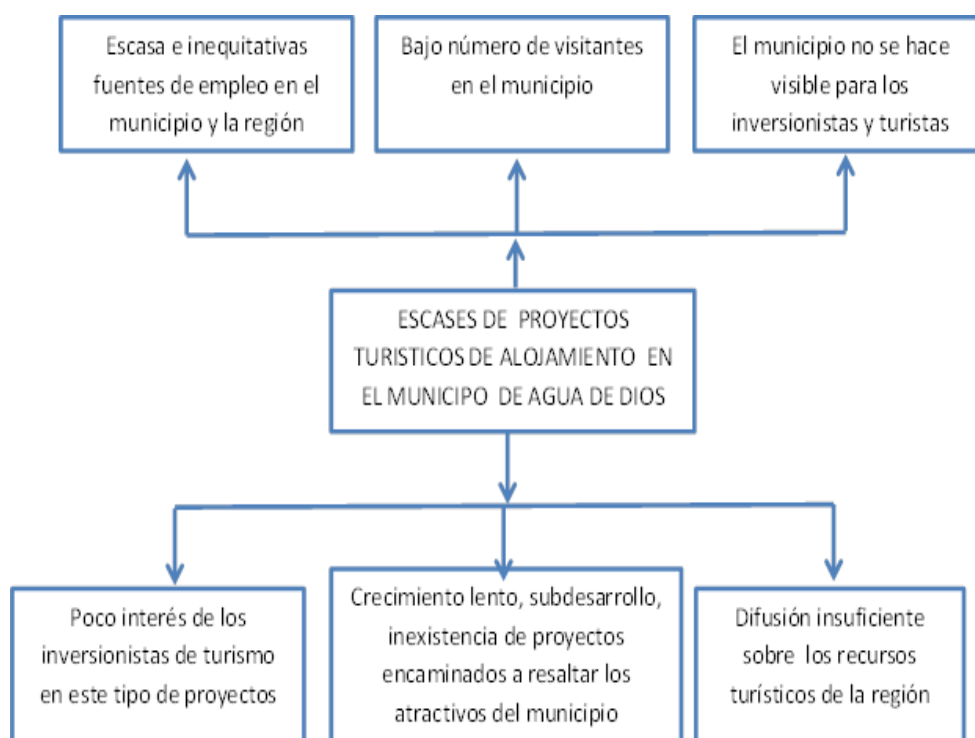 Escasa e inequitativas
fuentes de empleo en el
municipio y la región
Bajo número de visitantes
en el municipio
El municipio no se hace
visible para los
inversionistas y turistas
ESCASES DE PROYECTOS
TURISTICOS DE ALOJAMIENTO EN
EL MUNICIPO DE AGUA DE DIOS
Poco interés de los
inversionistas de turismo
en este tipo de proyectos
Crecimiento lento, subdesarrollo,
inexistencia de proyectos
encaminados a resaltar los
atractivos del municipio
Difusión insuficiente
sobre los recursos
turísticos de la región